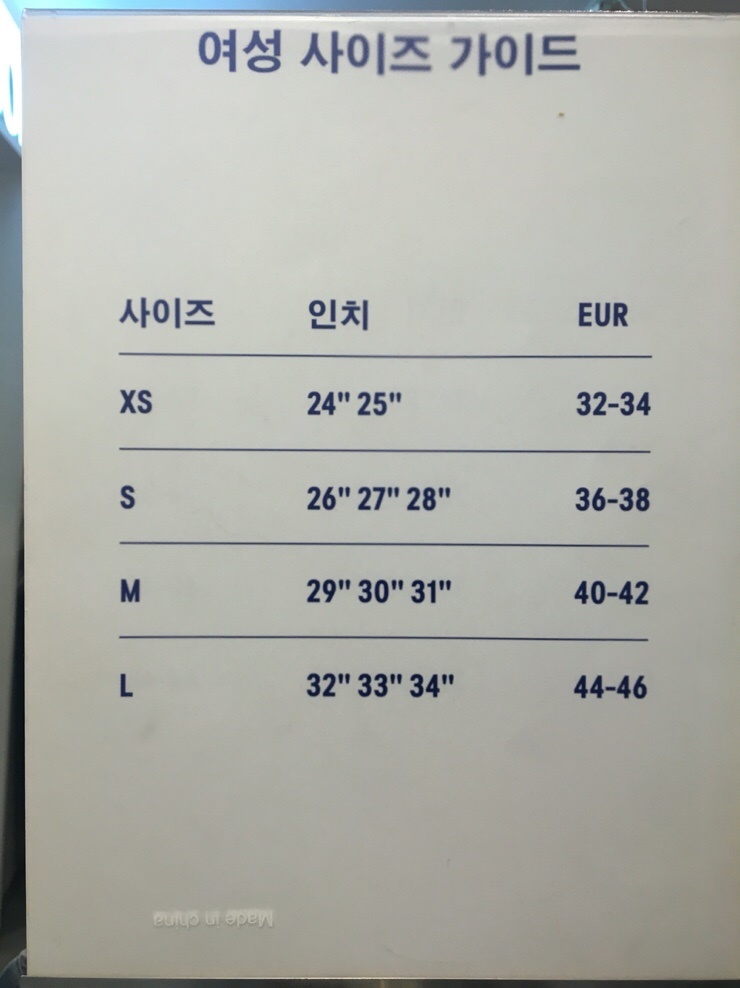 여성 사이즈 가이드
사이즈 인치 EUR
XS 24" 25" 32-34
S 26" 27" 28" 36-38
M 29" 30" 31" 40-42
L 32" 33" 34" 44-46
Made in china